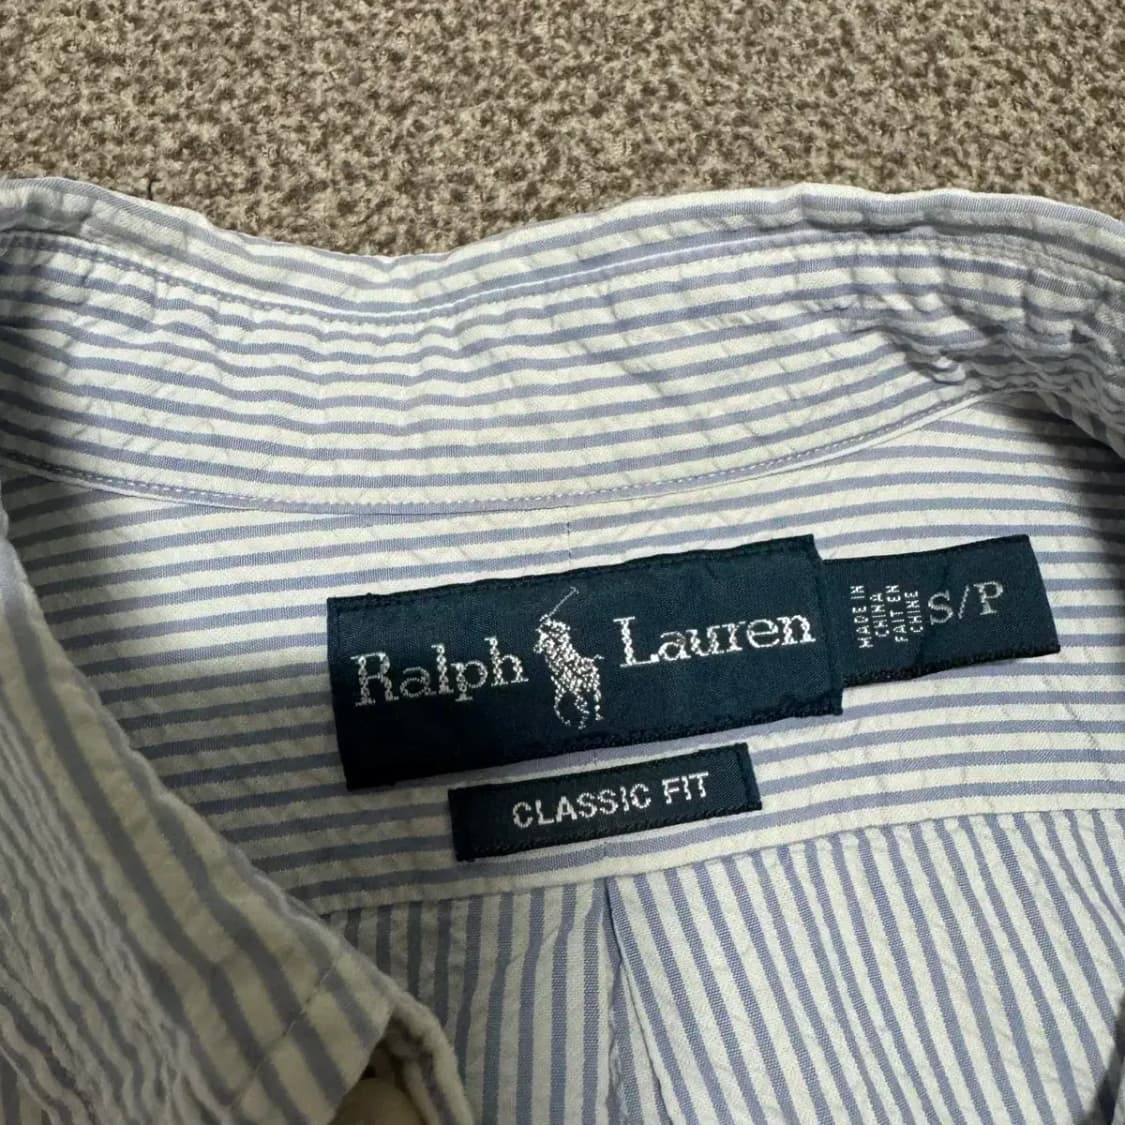 Ralph Lauren
MADE IN
CHINA
FAIT EN
CHINE
S/P
CLASSIC FIT